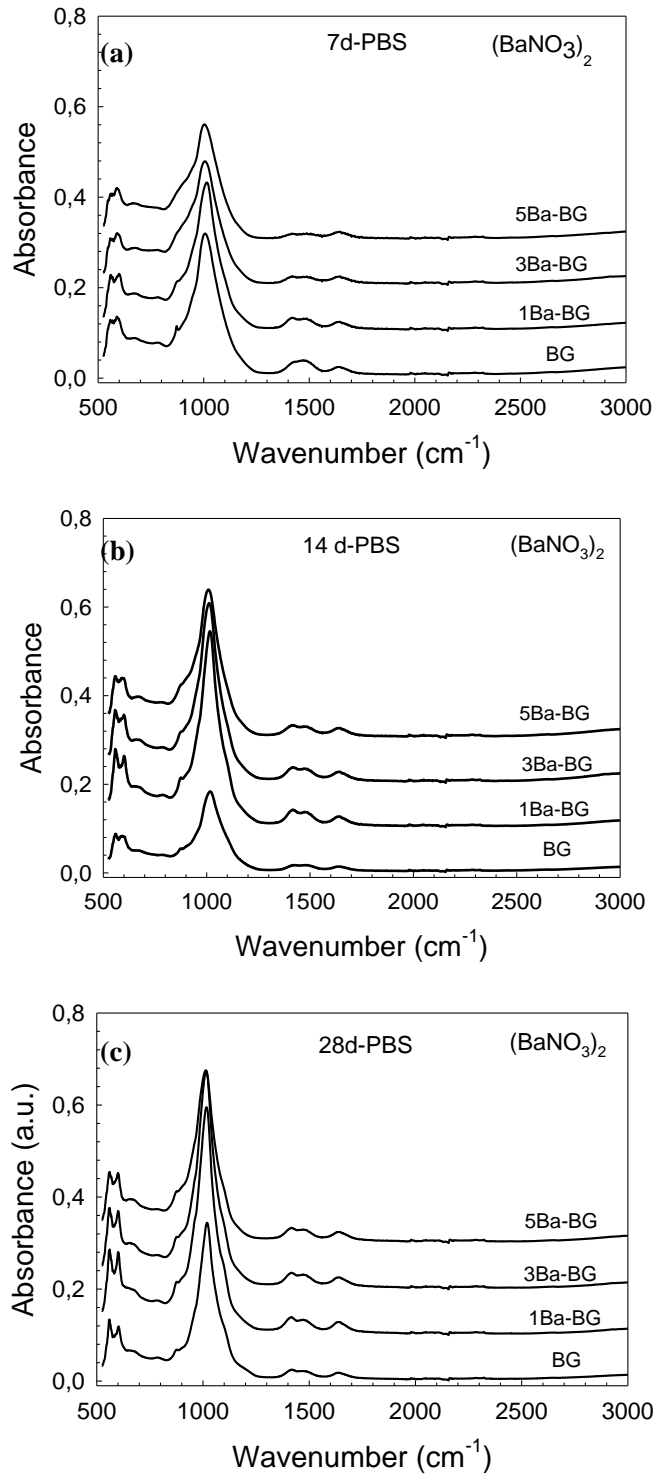 (a) 7d-PBS (BaNO3)2
0,8
0,6
0,4
0,2
0,0
Absorbance
5Ba-BG
3Ba-BG
1Ba-BG
BG
500 1000 1500 2000 2500 3000
Wavenumber (cm-1)
(b) 14 d-PBS (BaNO3)2
0,8
0,6
0,4
0,2
0,0
Absorbance
5Ba-BG
3Ba-BG
1Ba-BG
BG
500 1000 1500 2000 2500 3000
Wavenumber (cm-1)
(c) 28d-PBS (BaNO3)2
0,8
0,6
0,4
0,2
0,0
Absorbance (a.u.)
5Ba-BG
3Ba-BG
1Ba-BG
BG
500 1000 1500 2000 2500 3000
Wavenumber (cm-1)